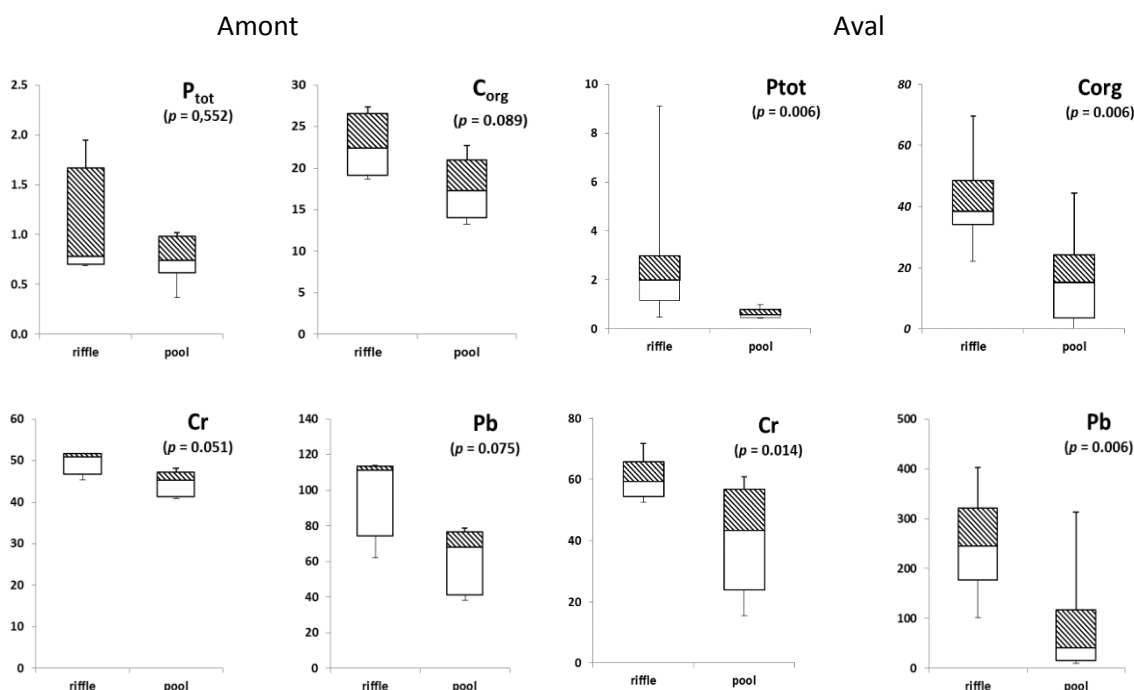 Amont
Aval
P_tot
(p = 0,552)
2.5
2.0
1.5
1.0
0.5
0.0
riffle pool
C_org
(p = 0.089)
30
25
20
15
10
5
0
riffle pool
Ptot
(p = 0.006)
10
8
6
4
2
0
riffle pool
Corg
(p = 0.006)
80
60
40
20
0
riffle pool
Cr
(p = 0.051)
60
50
40
30
20
10
0
riffle pool
Pb
(p = 0.075)
140
120
100
80
60
40
20
0
riffle pool
Cr
(p = 0.014)
80
60
40
20
0
riffle pool
Pb
(p = 0.006)
500
400
300
200
100
0
riffle pool